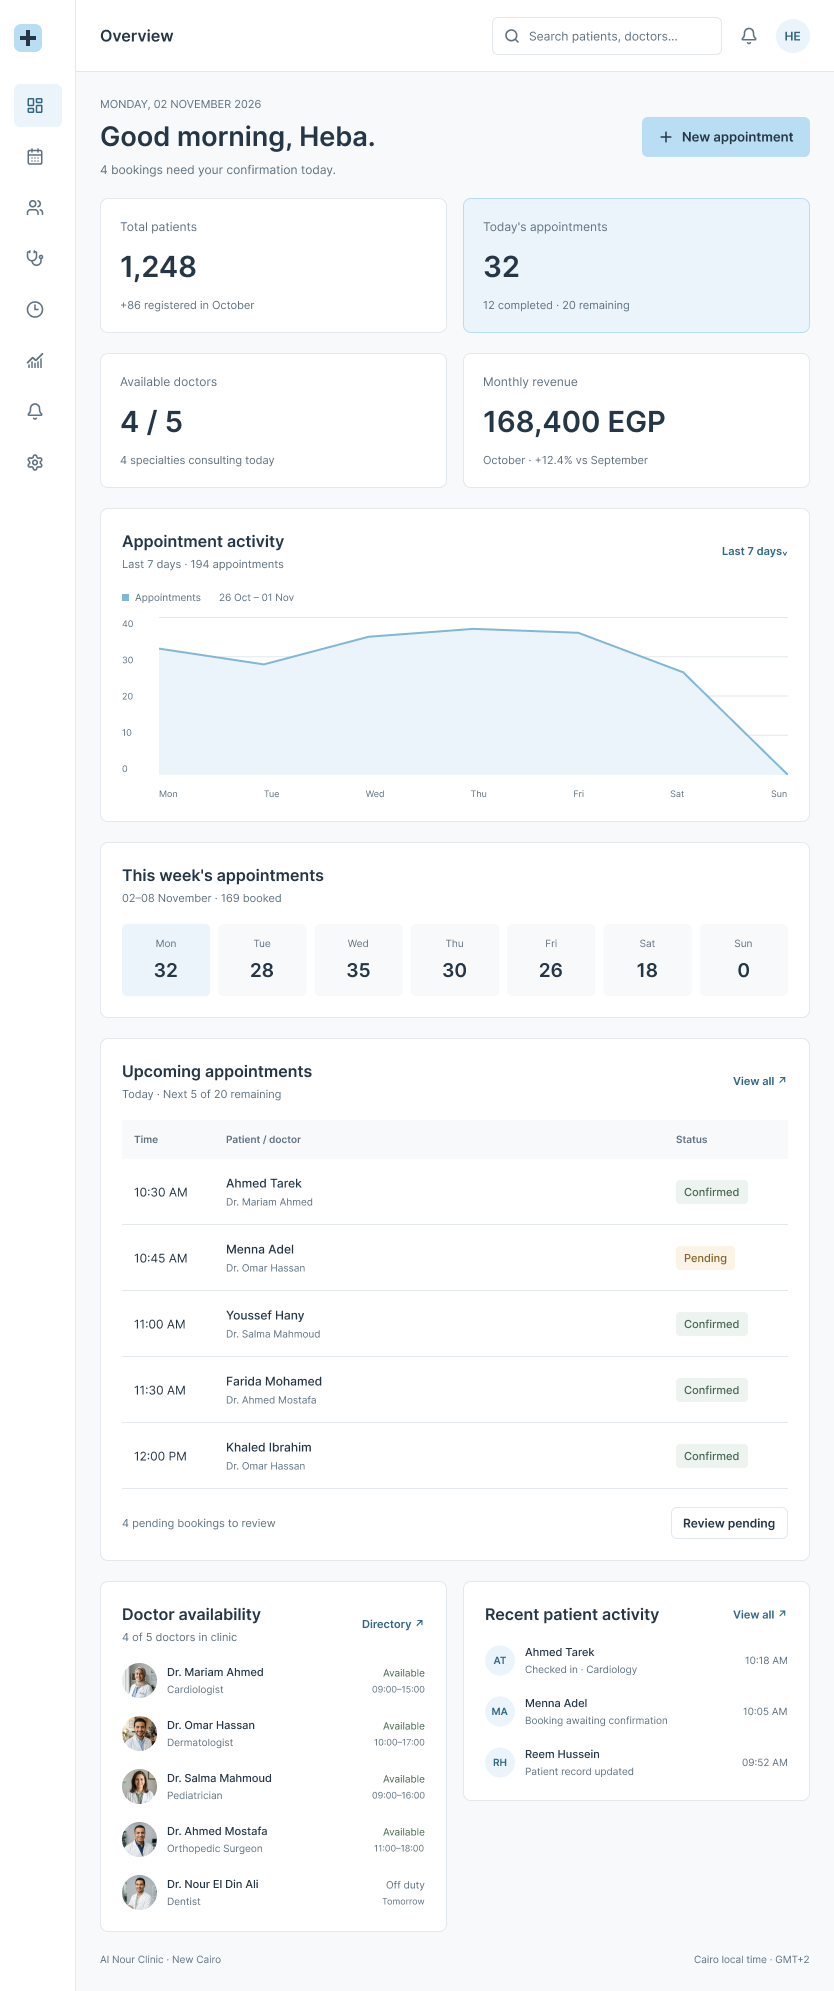 Overview
Search patients, doctors...
HE
MONDAY, 02 NOVEMBER 2026
Good morning, Heba.
4 bookings need your confirmation today.
New appointment
Total patients
1,248
+86 registered in October
Today's appointments
32
12 completed · 20 remaining
Available doctors
4 / 5
4 specialties consulting today
Monthly revenue
168,400 EGP
October · +12.4% vs September
Appointment activity
Last 7 days · 194 appointments
Last 7 days
Appointments
26 Oct – 01 Nov
40
30
20
10
0
Mon Tue Wed Thu Fri Sat Sun
This week's appointments
02–08 November · 169 booked
Mon Tue Wed Thu Fri Sat Sun
32 28 35 30 26 18 0
Upcoming appointments
Today · Next 5 of 20 remaining
View all ↗
Time Patient / doctor Status
10:30 AM
Ahmed Tarek
Dr. Mariam Ahmed
Confirmed
10:45 AM
Menna Adel
Dr. Omar Hassan
Pending
11:00 AM
Youssef Hany
Dr. Salma Mahmoud
Confirmed
11:30 AM
Farida Mohamed
Dr. Ahmed Mostafa
Confirmed
12:00 PM
Khaled Ibrahim
Dr. Omar Hassan
Confirmed
4 pending bookings to review
Review pending
Doctor availability
4 of 5 doctors in clinic
Directory ↗
Dr. Mariam Ahmed
Cardiologist
Available
09:00–15:00
Dr. Omar Hassan
Dermatologist
Available
10:00–17:00
Dr. Salma Mahmoud
Pediatrician
Available
09:00–16:00
Dr. Ahmed Mostafa
Orthopedic Surgeon
Available
11:00–18:00
Dr. Nour El Din Ali
Dentist
Off duty
Tomorrow
Recent patient activity
View all ↗
AT
Ahmed Tarek
Checked in · Cardiology
10:18 AM
MA
Menna Adel
Booking awaiting confirmation
10:05 AM
RH
Reem Hussein
Patient record updated
09:52 AM
Al Nour Clinic · New Cairo
Cairo local time · GMT+2